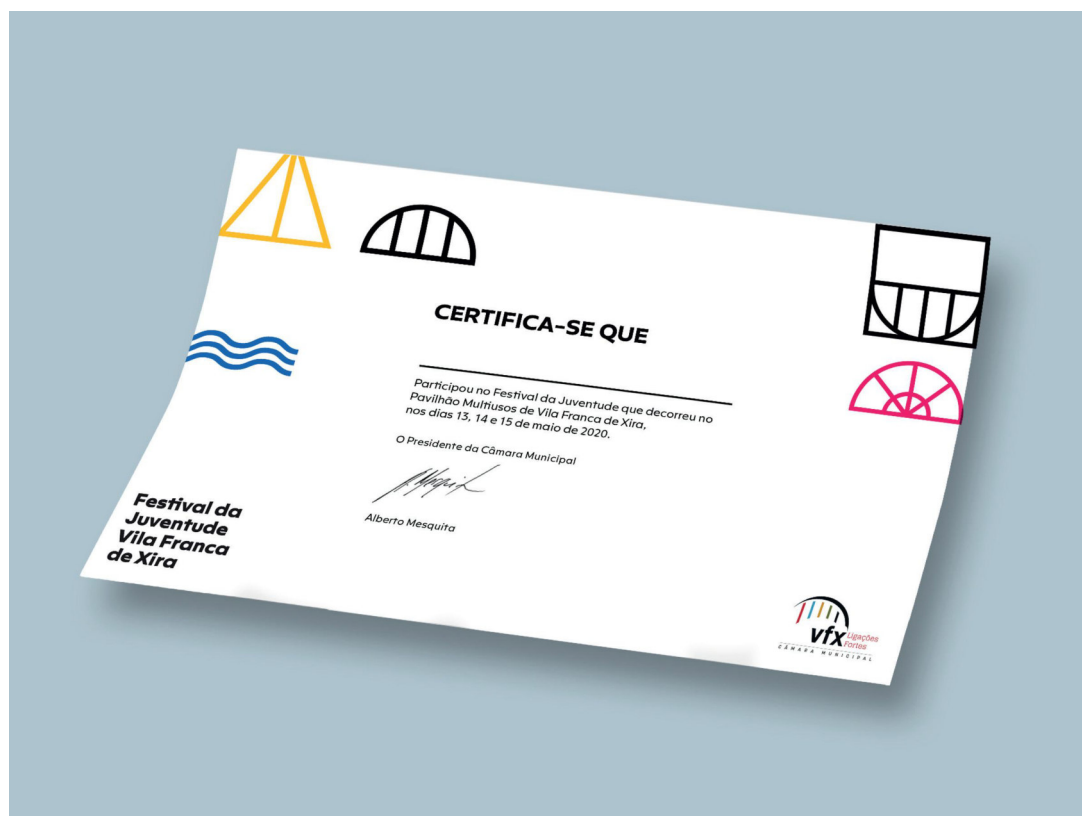 CERTIFICA-SE QUE
Participou no Festival da Juventude que decorreu no
Pavilhão Multiusos de Vila Franca de Xira,
nos dias 13, 14 e 15 de maio de 2020.
O Presidente da Câmara Municipal
Alberto Mesquita
Festival da
Juventude
Vila Franca
de Xira
vfx Ligações
Fortes
CÂMARA MUNICIPAL